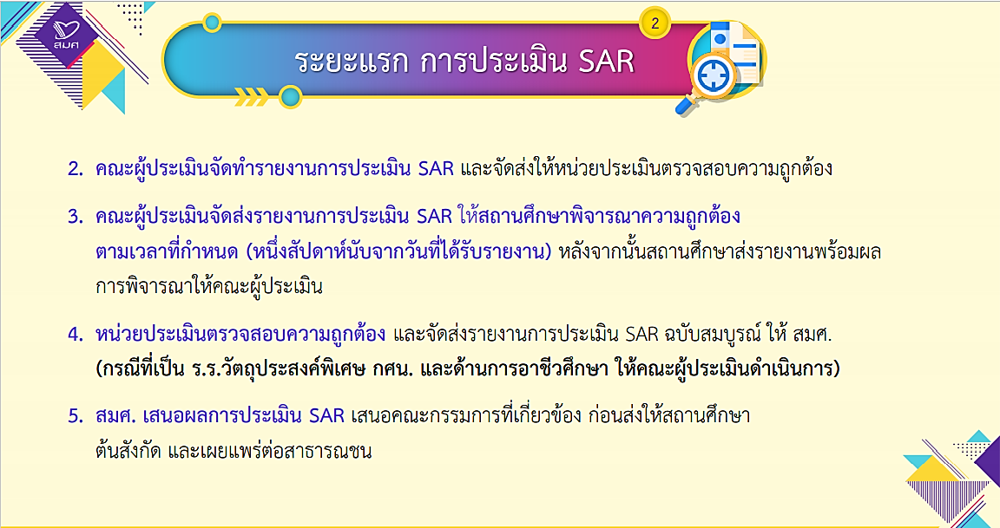 สมศ
2
ระยะแรก การประเมิน SAR
2. คณะผู้ประเมินจัดทำรายงานการประเมิน SAR และจัดส่งให้หน่วยประเมินตรวจสอบความถูกต้อง
3. คณะผู้ประเมินจัดส่งรายงานการประเมิน SAR ให้สถานศึกษาพิจารณาความถูกต้อง
ตามเวลาที่กำหนด (หนึ่งสัปดาห์นับจากวันที่ได้รับรายงาน) หลังจากนั้นสถานศึกษาส่งรายงานพร้อมผล
การพิจารณาให้คณะผู้ประเมิน
4. หน่วยประเมินตรวจสอบความถูกต้อง และจัดส่งรายงานการประเมิน SAR ฉบับสมบูรณ์ ให้ สมศ.
(กรณีที่เป็น ร.ร.วัตถุประสงค์พิเศษ กศน. และด้านการอาชีวศึกษา ให้คณะผู้ประเมินดำเนินการ)
5. สมศ. เสนอผลการประเมิน SAR เสนอคณะกรรมการที่เกี่ยวข้อง ก่อนส่งให้สถานศึกษา
ต้นสังกัด และเผยแพร่ต่อสาธารณชน